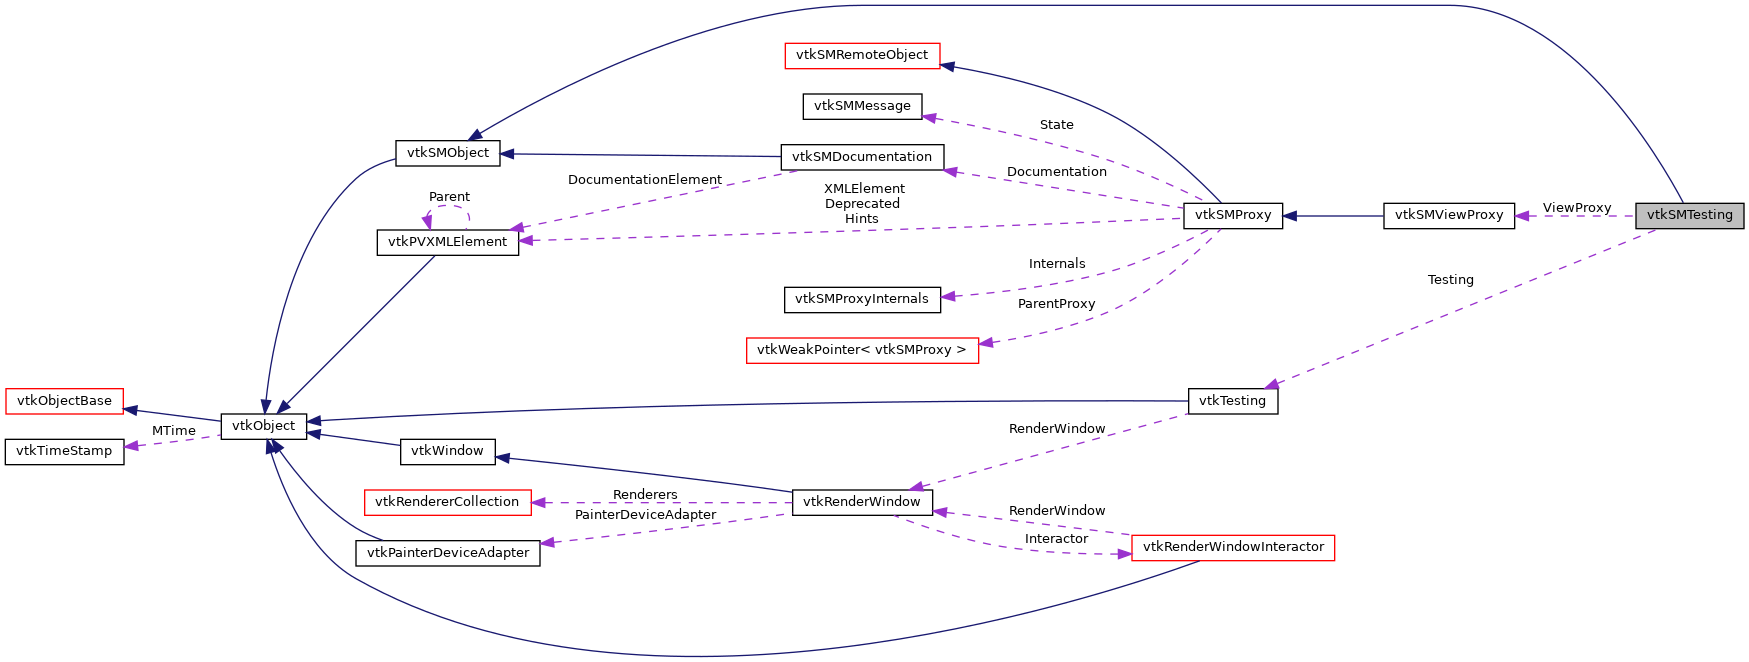 vtkSMRemoteObject
vtkSMMessage
State
vtkSMObject
vtkSMDocumentation
Documentation
DocumentationElement
XMLElement
Deprecated
Hints
Parent
vtkSMProxy
vtkSMViewProxy
ViewProxy
vtkSMTesting
vtkPVXMLElement
Internals
Testing
vtkSMProxyInternals
ParentProxy
vtkWeakPointer< vtkSMProxy >
vtkObjectBase
vtkTesting
vtkObject
MTime
RenderWindow
vtkTimeStamp
vtkWindow
Renderers
vtkRendererCollection
vtkRenderWindow
PainterDeviceAdapter
RenderWindow
Interactor
vtkRenderWindowInteractor
vtkPainterDeviceAdapter